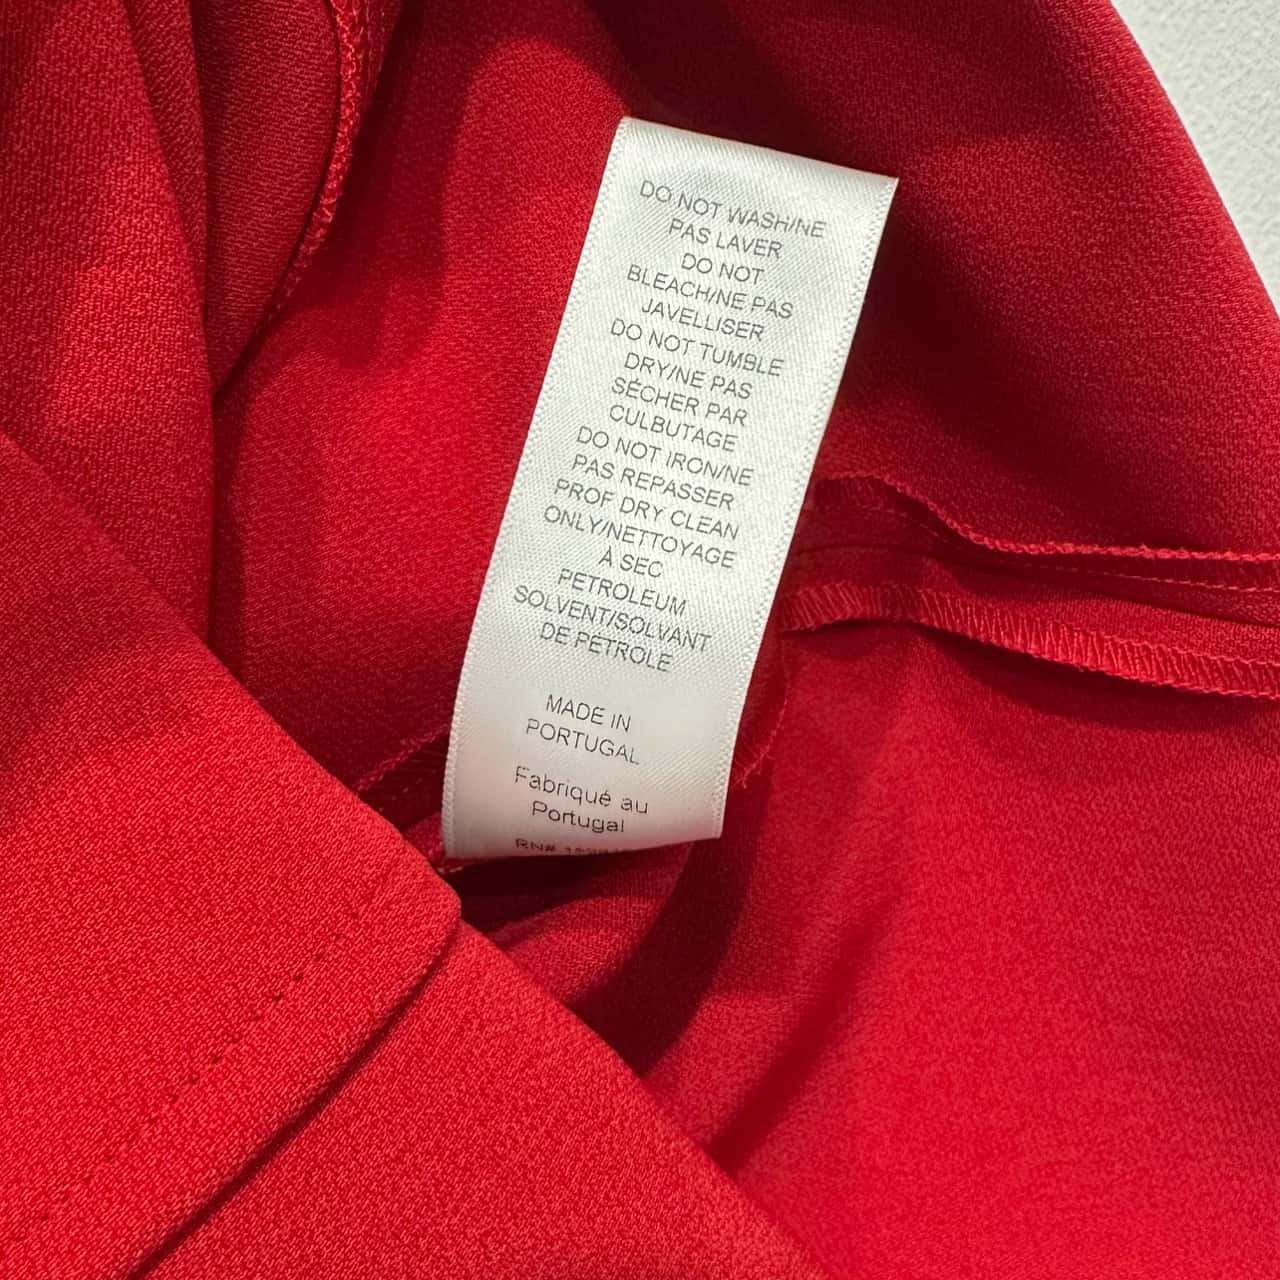 DO NOT WASH/NE
PAS LAVER
DO NOT
BLEACH/NE PAS
JAVELLISER
DO NOT TUMBLE
DRY/NE PAS
SÉCHER PAR
CULBUTAGE
DO NOT IRON/NE
PAS REPASSER
PROF DRY CLEAN
ONLY/NETTOYAGE
À SEC
PETROLEUM
SOLVENT/SOLVANT
DE PETROLE
MADE IN
PORTUGAL
Fabriqué au
Portugal
RN#